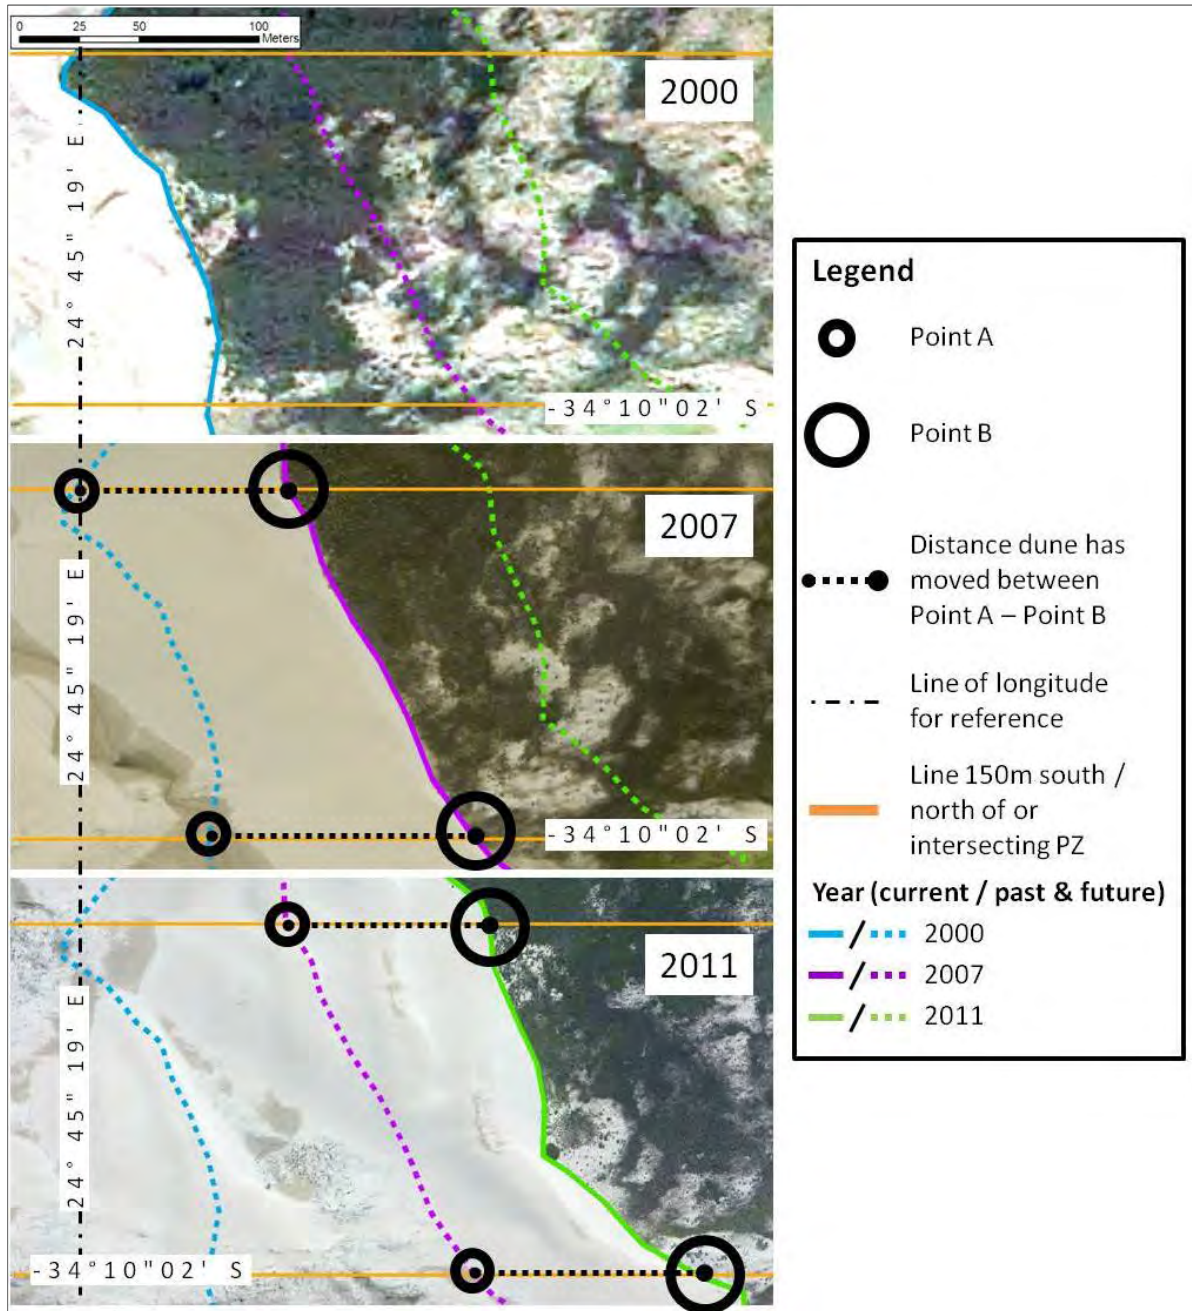 0 25 50 100
Meters
2000
24° 45" 19' E
-34°10"02' S
2007
24° 45" 19' E
-34°10"02' S
2011
24° 45" 19' E
-34°10"02' S
Legend
Point A
Point B
Distance dune has
moved between
Point A – Point B
Line of longitude
for reference
Line 150m south /
north of or
intersecting PZ
Year (current / past & future)
/ 2000
/ 2007
/ 2011